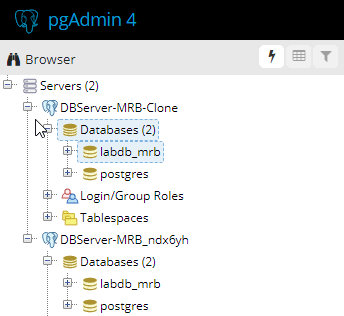 pgAdmin 4
Browser
Servers (2)
DBServer-MRB-Clone
Databases (2)
labdb_mrb
postgres
Login/Group Roles
Tablespaces
DBServer-MRB_ndx6yh
Databases (2)
labdb_mrb
postgres